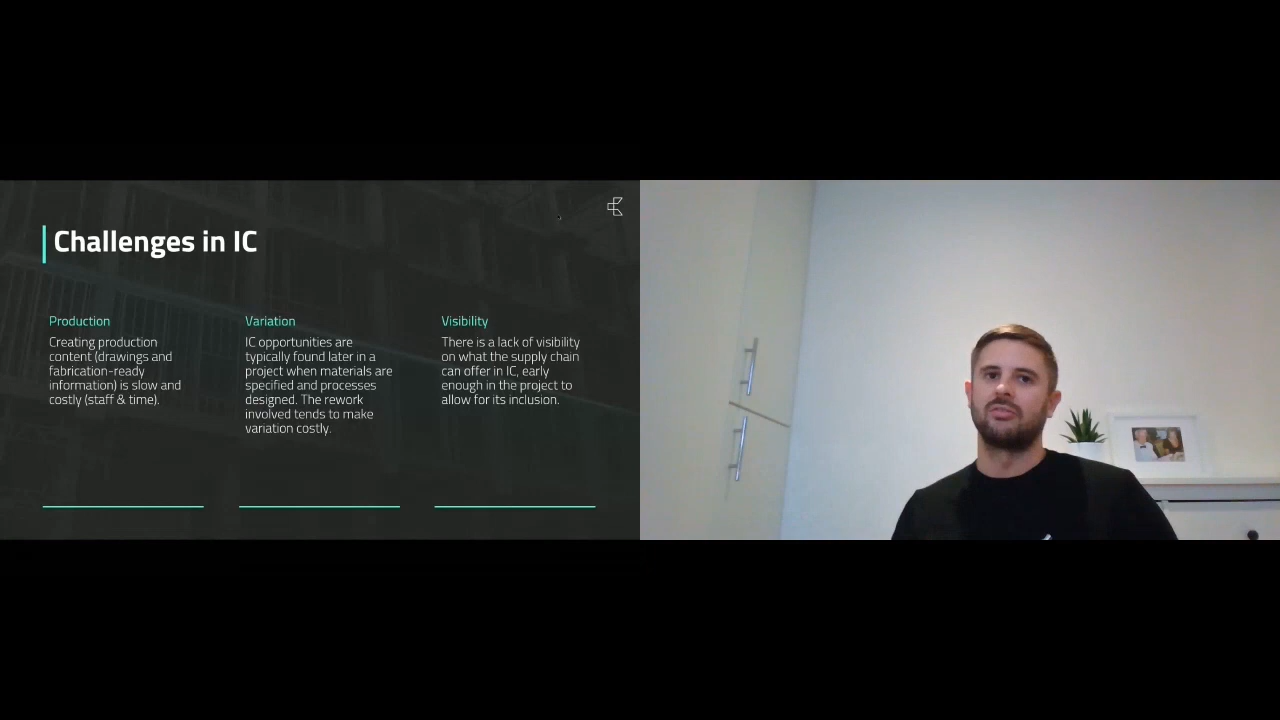 Challenges in IC
Production
Creating production
content (drawings and
fabrication-ready
information) is slow and
costly (staff & time).
Variation
IC opportunities are
typically found later in a
project when materials are
specified and processes
designed. The rework
involved tends to make
variation costly.
Visibility
There is a lack of visibility
on what the supply chain
can offer in IC, early
enough in the project to
allow for its inclusion.